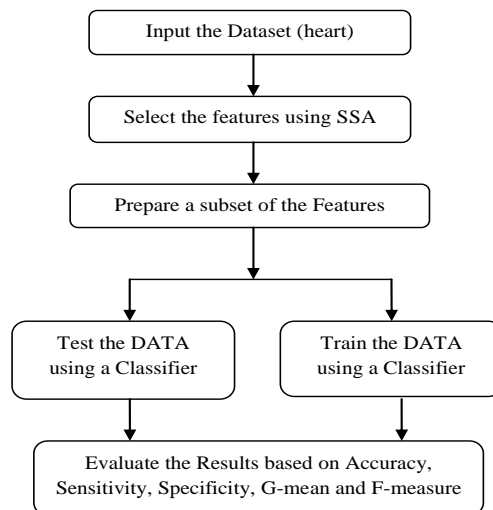 Input the Dataset (heart)
Select the features using SSA
Prepare a subset of the Features
Test the DATA
using a Classifier
Train the DATA
using a Classifier
Evaluate the Results based on Accuracy,
Sensitivity, Specificity, G-mean and F-measure